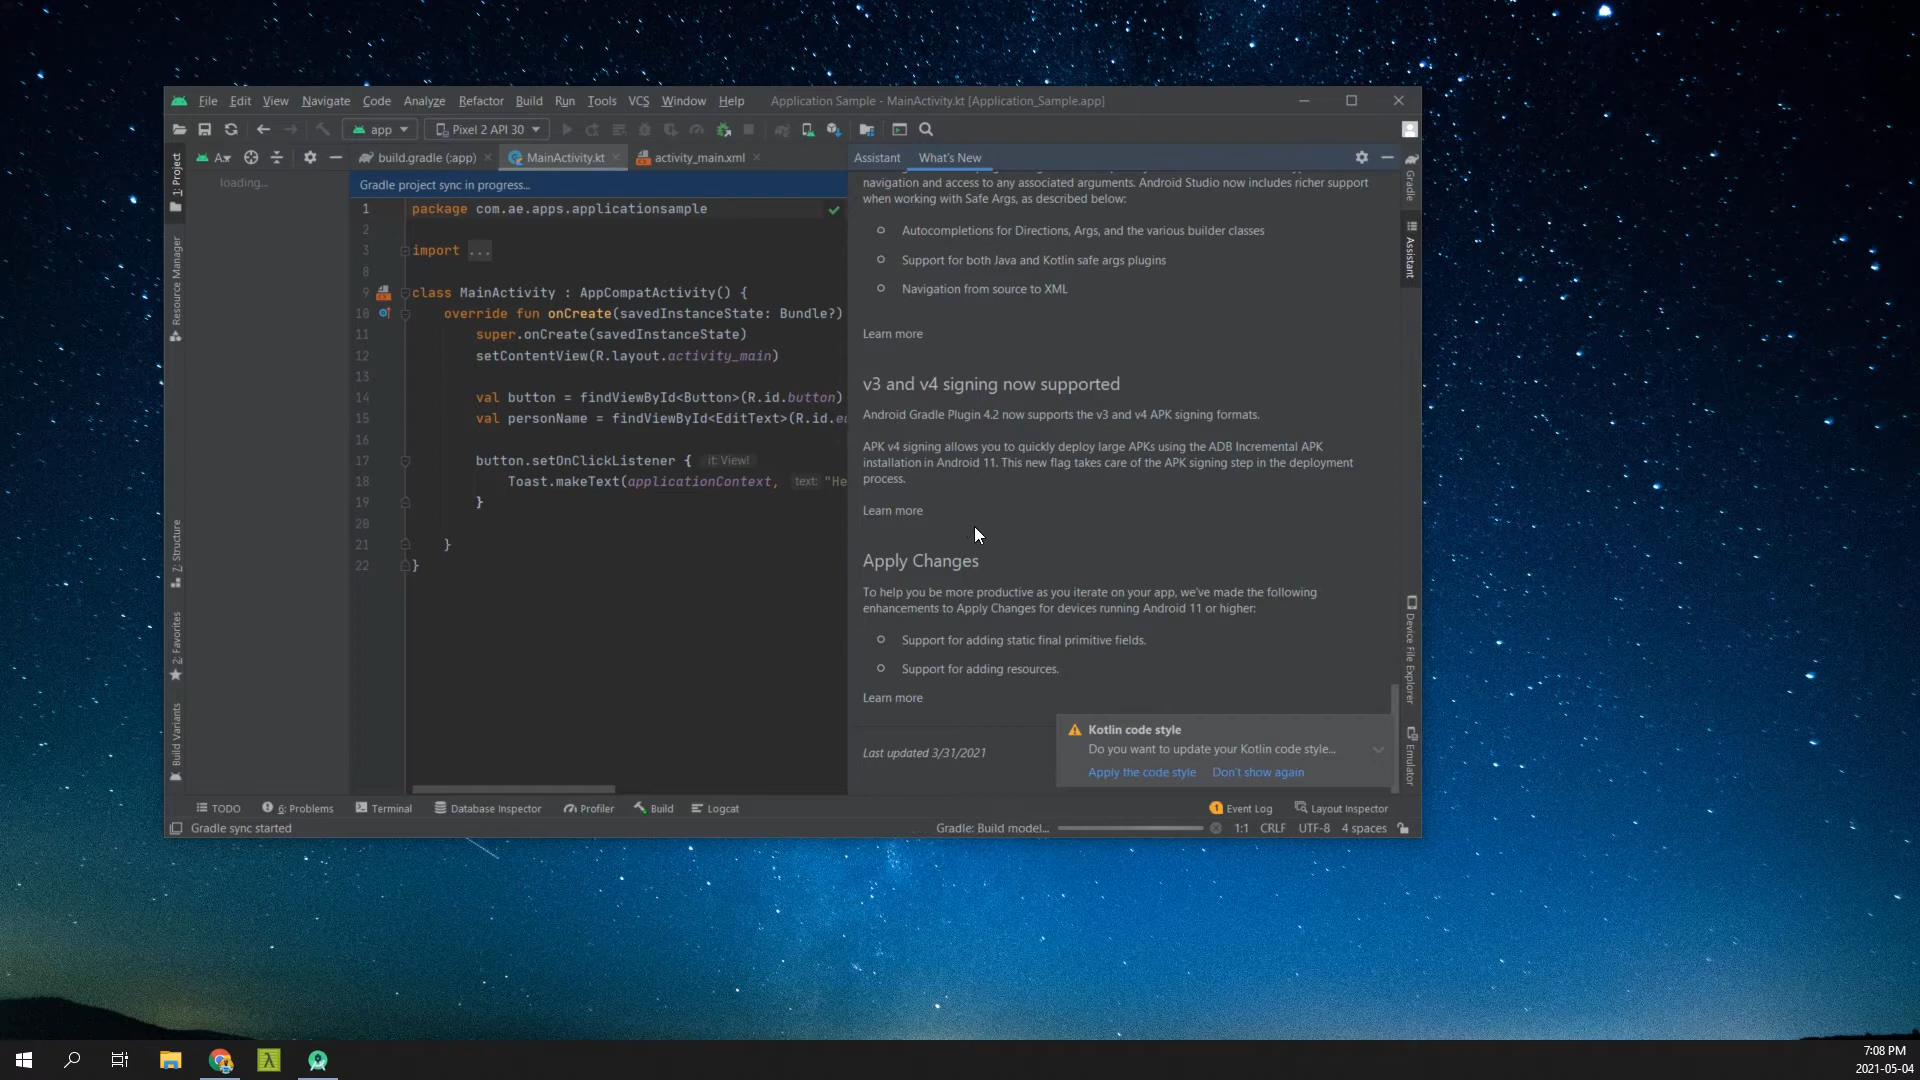 File Edit View Navigate Code Analyze Refactor Build Run Tools VCS Window Help Application Sample - MainActivity.kt [Application_Sample.app]
app Pixel 2 API 30
build.gradle (:app) MainActivity.kt activity_main.xml
Assistant What's New
1: Project
Resource Manager
Z: Structure
2: Favorites
Build Variants
loading...
Gradle project sync in progress...
1 package com.ae.apps.applicationsample
2
3 import ...
8
9 class MainActivity : AppCompatActivity() {
10 override fun onCreate(savedInstanceState: Bundle?)
11 super.onCreate(savedInstanceState)
12 setContentView(R.layout.activity_main)
13
14 val button = findViewById<Button>(R.id.button)
15 val personName = findViewById<EditText>(R.id.e
16
17 button.setOnClickListener { it: View!
18 Toast.makeText(applicationContext, text: "He
19 }
20
21 }
22 }
navigation and access to any associated arguments. Android Studio now includes richer support
when working with Safe Args, as described below:
Autocompletions for Directions, Args, and the various builder classes
Support for both Java and Kotlin safe args plugins
Navigation from source to XML
Learn more
v3 and v4 signing now supported
Android Gradle Plugin 4.2 now supports the v3 and v4 APK signing formats.
APK v4 signing allows you to quickly deploy large APKs using the ADB Incremental APK
installation in Android 11. This new flag takes care of the APK signing step in the deployment
process.
Learn more
Apply Changes
To help you be more productive as you iterate on your app, we've made the following
enhancements to Apply Changes for devices running Android 11 or higher:
Support for adding static final primitive fields.
Support for adding resources.
Learn more
Last updated 3/31/2021
Kotlin code style
Do you want to update your Kotlin code style...
Apply the code style Don't show again
Gradle
Assistant
Device File Explorer
Emulator
TODO 6: Problems Terminal Database Inspector Profiler Build Logcat 1 Event Log Layout Inspector
Gradle sync started Gradle: Build model... 1:1 CRLF UTF-8 4 spaces
7:08 PM
2021-05-04